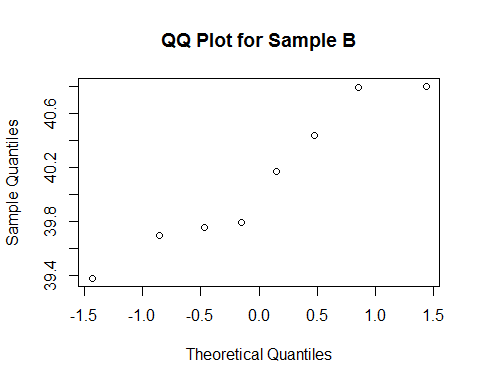 QQ Plot for Sample B
Sample Quantiles
40.6
40.2
39.8
39.4
-1.5 -1.0 -0.5 0.0 0.5 1.0 1.5
Theoretical Quantiles